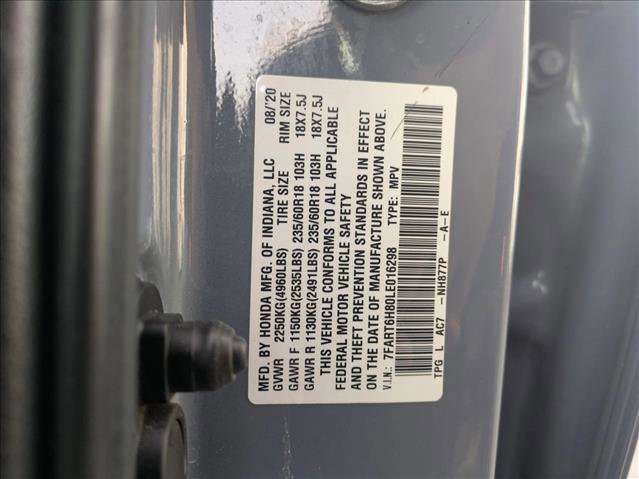 MFD. BY HONDA MFG. OF INDIANA, LLC 08/'20
GVWR 2250KG(4960LBS) TIRE SIZE RIM SIZE
GAWR F 1150KG(2535LBS) 235/60R18 103H 18X7.5J
GAWR R 1130KG(2491LBS) 235/60R18 103H 18X7.5J
THIS VEHICLE CONFORMS TO ALL APPLICABLE
FEDERAL MOTOR VEHICLE SAFETY
AND THEFT PREVENTION STANDARDS IN EFFECT
ON THE DATE OF MANUFACTURE SHOWN ABOVE.
V.I.N.: 7FART6H80LE016298 TYPE: MPV
TPG L AC7 -NH877P -A-E